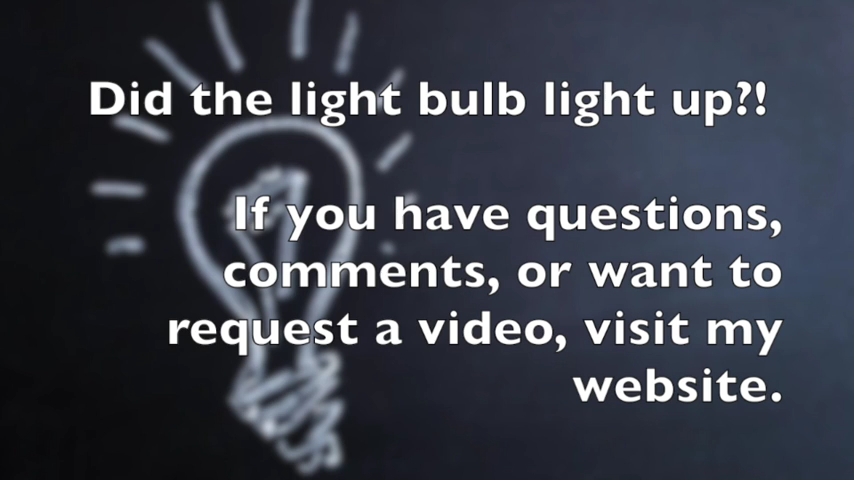 Did the light bulb light up?!
If you have questions,
comments, or want to
request a video, visit my
website.